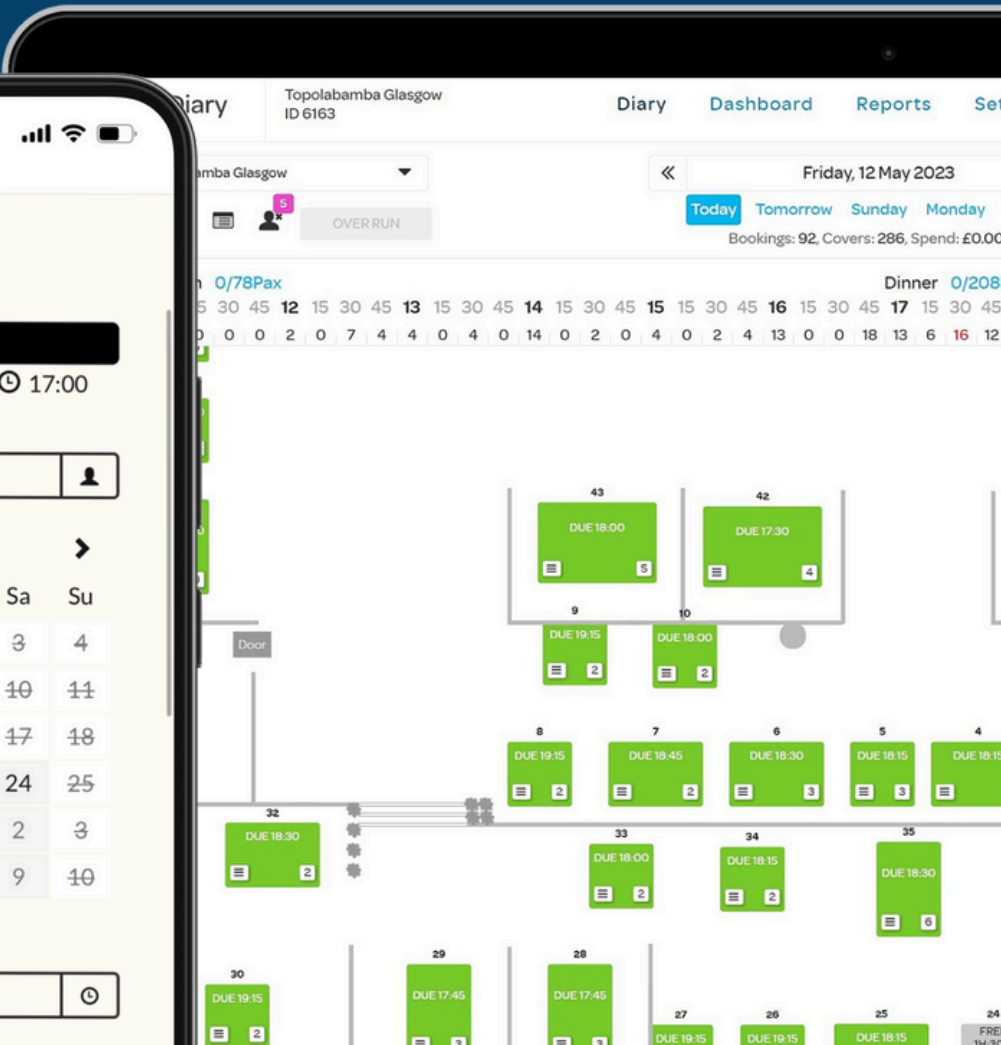 Diary
Topolabamba Glasgow
ID 6163
Diary Dashboard Reports
amba Glasgow
« Friday, 12 May 2023
5
OVER RUN
Today Tomorrow Sunday Monday
Bookings: 92, Covers: 286, Spend: £0.00
0/78Pax Dinner 0/208
5 30 45 12 15 30 45 13 15 30 45 14 15 30 45 15 15 30 45 16 15 30 45 17 15 30 45
0 0 0 2 0 7 4 4 0 4 0 14 0 2 0 4 0 2 4 13 0 0 18 13 6 16 12
17:00
Sa Su
3 4
10 11
17 18
24 25
2 3
9 10
43 42
DUE 18:00 DUE 17:30
5 4
9 10
DUE 19:15 DUE 18:00
2 2
Door
8 7 6 5 4
DUE 19:15 DUE 18:45 DUE 18:30 DUE 18:15 DUE 18:15
2 2 3 3
32
DUE 18:30
2
33 34 35
DUE 18:00 DUE 18:15 DUE 18:30
2 2 6
29 28
30
DUE 19:15 DUE 17:45 DUE 17:45
2 3 3
27 26 25 24
DUE 19:15 DUE 19:15 DUE 18:15 FREE